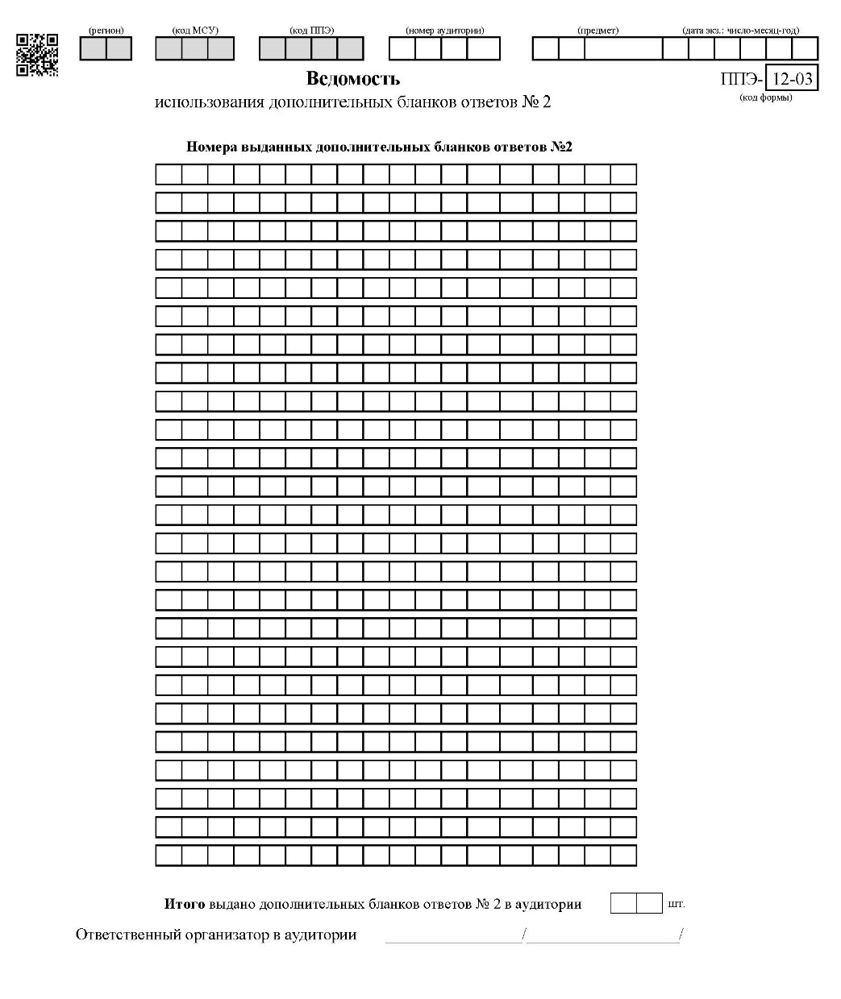 (регион) (код МСУ) (код ППЭ) (номер аудитории) (предмет) (дата экз.: число-месяц-год)
Ведомость ППЭ- 12-03
использования дополнительных бланков ответов № 2 (код формы)
Номера выданных дополнительных бланков ответов №2
Итого выдано дополнительных бланков ответов № 2 в аудитории шт.
Ответственный организатор в аудитории ____________/____________/